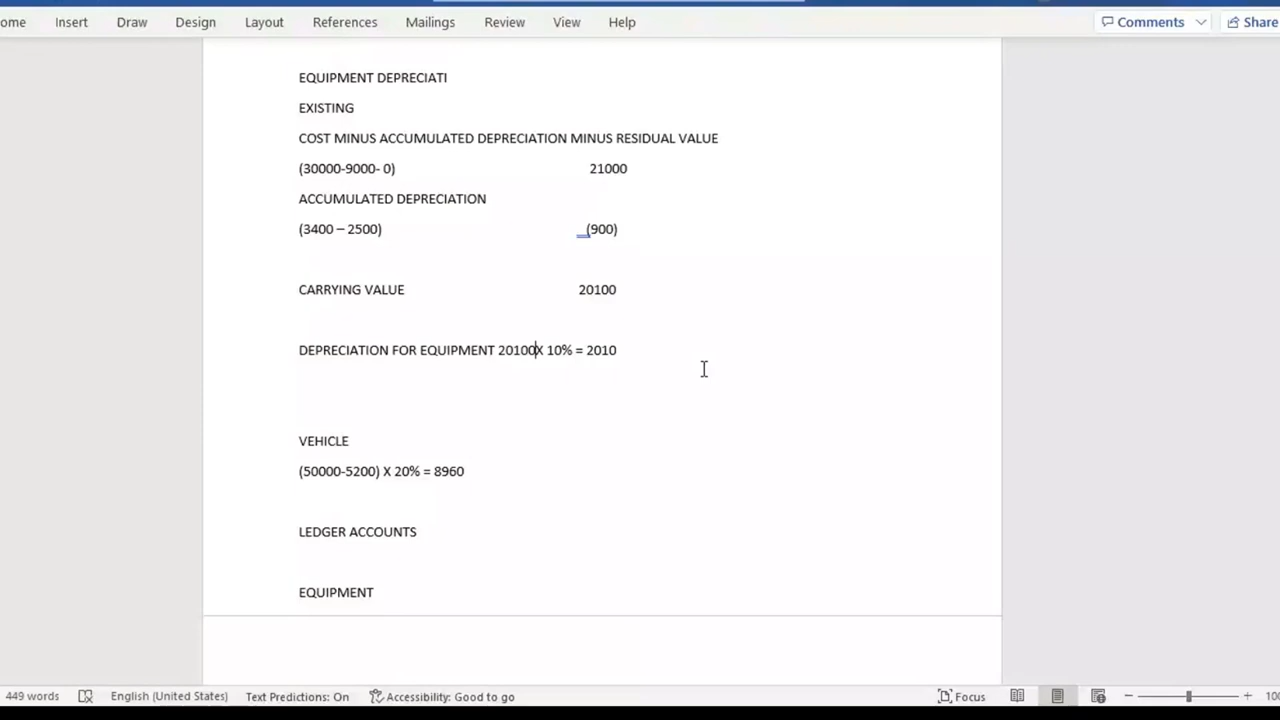 ome Insert Draw Design Layout References Mailings Review View Help Comments Share
EQUIPMENT DEPRECIATI
EXISTING
COST MINUS ACCUMULATED DEPRECIATION MINUS RESIDUAL VALUE
(30000-9000- 0) 21000
ACCUMULATED DEPRECIATION
(3400 – 2500) (900)
CARRYING VALUE 20100
DEPRECIATION FOR EQUIPMENT 20100X 10% = 2010
VEHICLE
(50000-5200) X 20% = 8960
LEDGER ACCOUNTS
EQUIPMENT
449 words English (United States) Text Predictions: On Accessibility: Good to go Focus 100